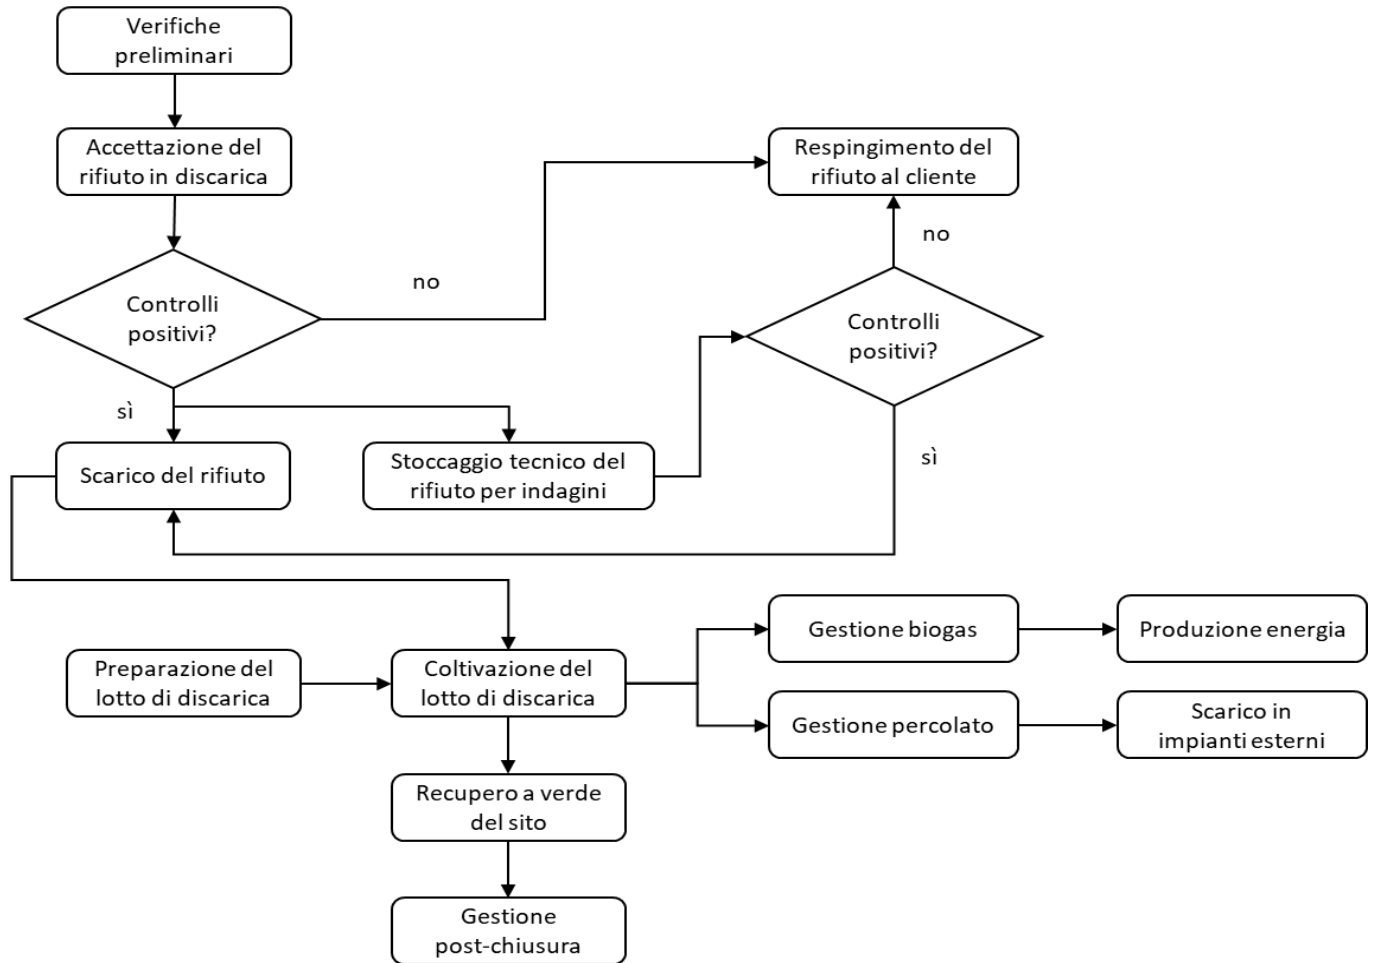 Verifiche
preliminari
Accettazione del
rifiuto in discarica
Respingimento del
rifiuto al cliente
no
no
Controlli
positivi?
Controlli
positivi?
sì
sì
Scarico del rifiuto
Stoccaggio tecnico del
rifiuto per indagini
Gestione biogas
Produzione energia
Preparazione del
lotto di discarica
Coltivazione del
lotto di discarica
Gestione percolato
Scarico in
impianti esterni
Recupero a verde
del sito
Gestione
post-chiusura